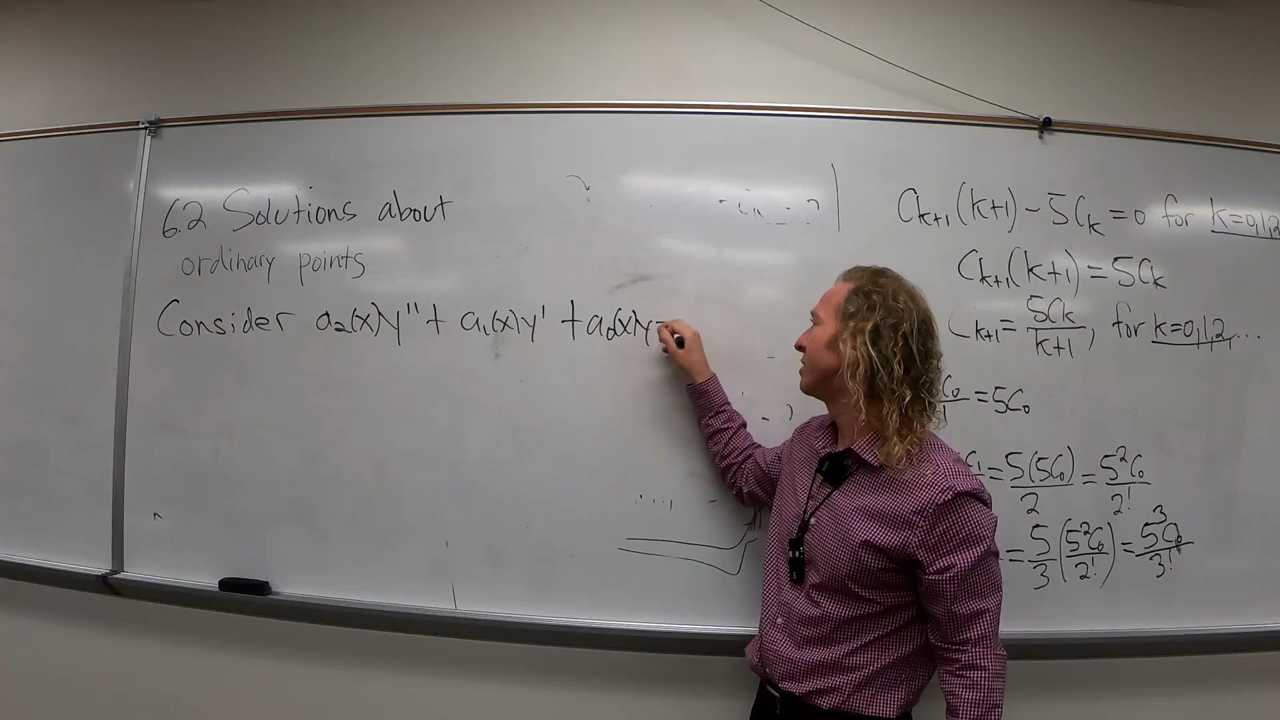 6.2 Solutions about
ordinary points
Consider a₂(x)y'' + a₁(x)y' + a₀(x)y=
Cₖ₊₁(k+1) - 5Cₖ = 0 for k=0,1,2
Cₖ₊₁(k+1) = 5Cₖ
Cₖ₊₁ = 5Cₖ/(k+1), for k=0,1,2,...
C₀/1 = 5C₀
C₁ = 5(5C₀)/2 = 5²C₀/2!
= 5/3 (5²C₀/2!) = 5³C₀/3!